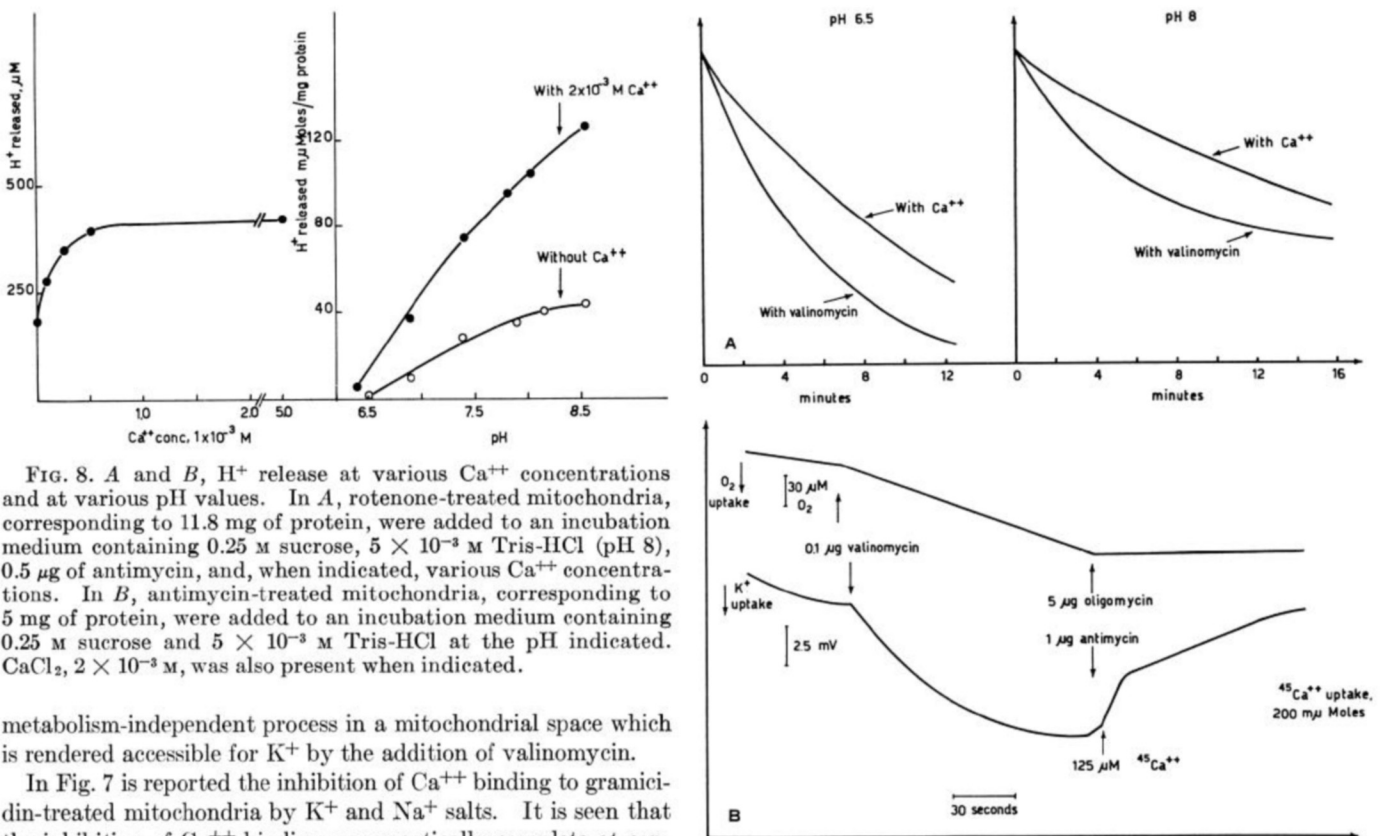 H⁺ released, µM
500
250
1.0
2.0
5.0
Ca⁺⁺ conc. 1x10⁻³ M
H⁺ released mµMoles/mg protein
120
80
40
With 2x10⁻³ M Ca⁺⁺
Without Ca⁺⁺
6.5
7.5
8.5
pH
FIG. 8. A and B, H⁺ release at various Ca⁺⁺ concentrations
and at various pH values. In A, rotenone-treated mitochondria,
corresponding to 11.8 mg of protein, were added to an incubation
medium containing 0.25 M sucrose, 5 × 10⁻³ M Tris-HCl (pH 8),
0.5 µg of antimycin, and, when indicated, various Ca⁺⁺ concentra-
tions. In B, antimycin-treated mitochondria, corresponding to
5 mg of protein, were added to an incubation medium containing
0.25 M sucrose and 5 × 10⁻³ M Tris-HCl at the pH indicated.
CaCl₂, 2 × 10⁻³ M, was also present when indicated.
metabolism-independent process in a mitochondrial space which
is rendered accessible for K⁺ by the addition of valinomycin.
In Fig. 7 is reported the inhibition of Ca⁺⁺ binding to gramici-
din-treated mitochondria by K⁺ and Na⁺ salts. It is seen that
pH 6.5
With Ca⁺⁺
With valinomycin
A
0
4
8
12
minutes
pH 8
With Ca⁺⁺
With valinomycin
0
4
8
12
16
minutes
O₂
uptake
30 µM
O₂
0.1 µg valinomycin
K⁺
uptake
2.5 mV
5 µg oligomycin
1 µg antimycin
125 µM ⁴⁵Ca⁺⁺
⁴⁵Ca⁺⁺ uptake,
200 mµ Moles
30 seconds
B